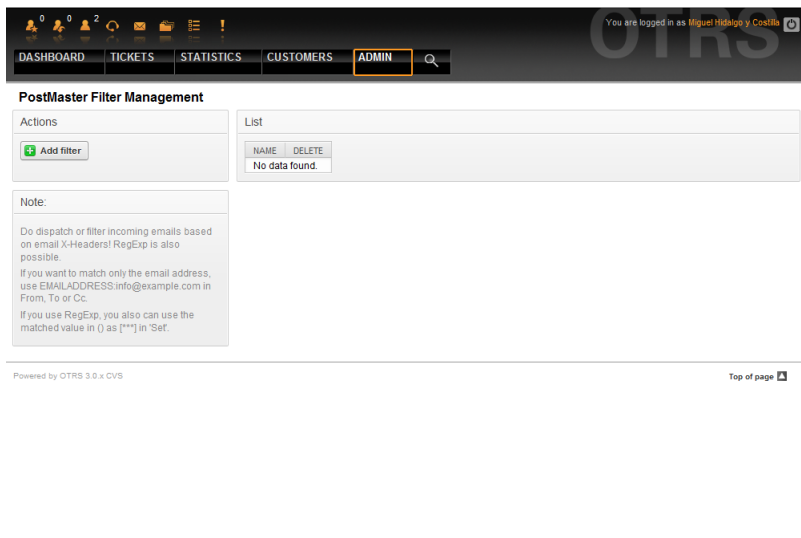 0 0 2
You are logged in as Miguel Hidalgo y Costilla
OTRS
DASHBOARD TICKETS STATISTICS CUSTOMERS ADMIN
PostMaster Filter Management
Actions
Add filter
List
NAME DELETE
No data found.
Note:
Do dispatch or filter incoming emails based
on email X-Headers! RegExp is also
possible.
If you want to match only the email address,
use EMAILADDRESS:info@example.com in
From, To or Cc.
If you use RegExp, you also can use the
matched value in () as [***] in 'Set'.
Powered by OTRS 3.0.x CVS
Top of page